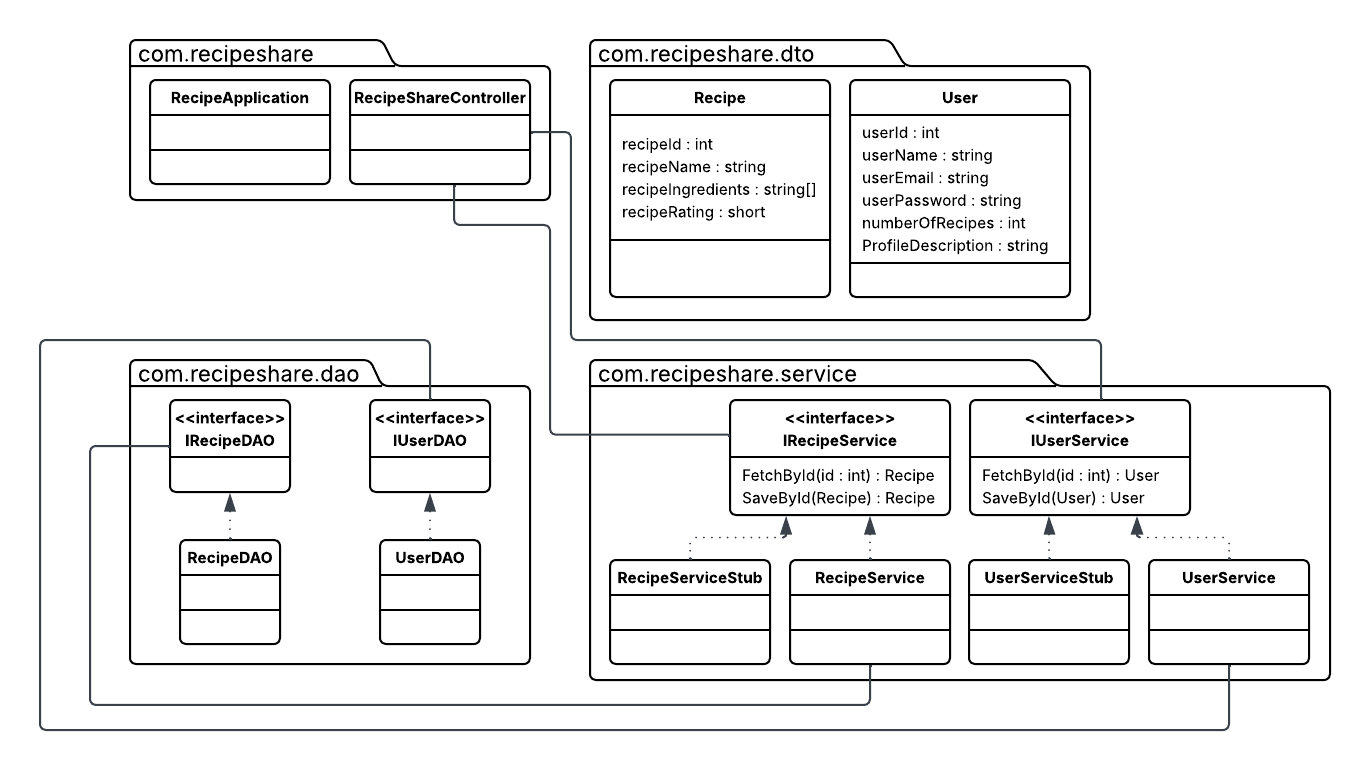 com.recipeshare
RecipeApplication
RecipeShareController
com.recipeshare.dto
Recipe
recipeId : int
recipeName : string
recipeIngredients : string[]
recipeRating : short
User
userId : int
userName : string
userEmail : string
userPassword : string
numberOfRecipes : int
ProfileDescription : string
com.recipeshare.dao
<<interface>>
IRecipeDAO
<<interface>>
IUserDAO
RecipeDAO
UserDAO
com.recipeshare.service
<<interface>>
IRecipeService
FetchById(id : int) : Recipe
SaveById(Recipe) : Recipe
<<interface>>
IUserService
FetchById(id : int) : User
SaveById(User) : User
RecipeServiceStub
RecipeService
UserServiceStub
UserService